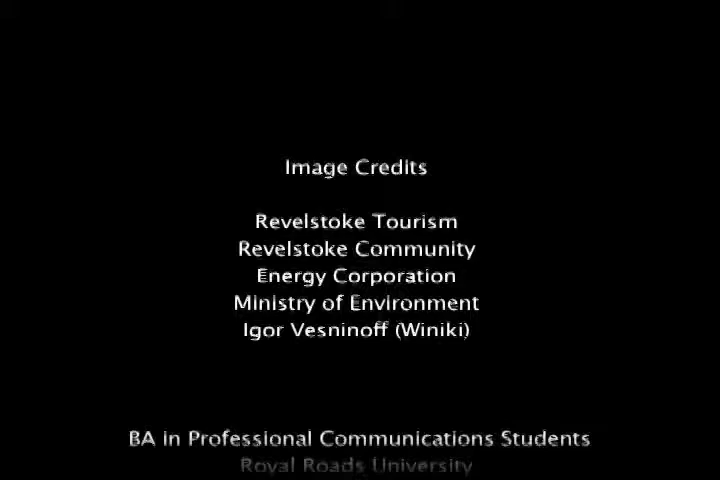 Image Credits
Revelstoke Tourism
Revelstoke Community
Energy Corporation
Ministry of Environment
Igor Vesninoff (Winiki)
BA in Professional Communications Students
Royal Roads University